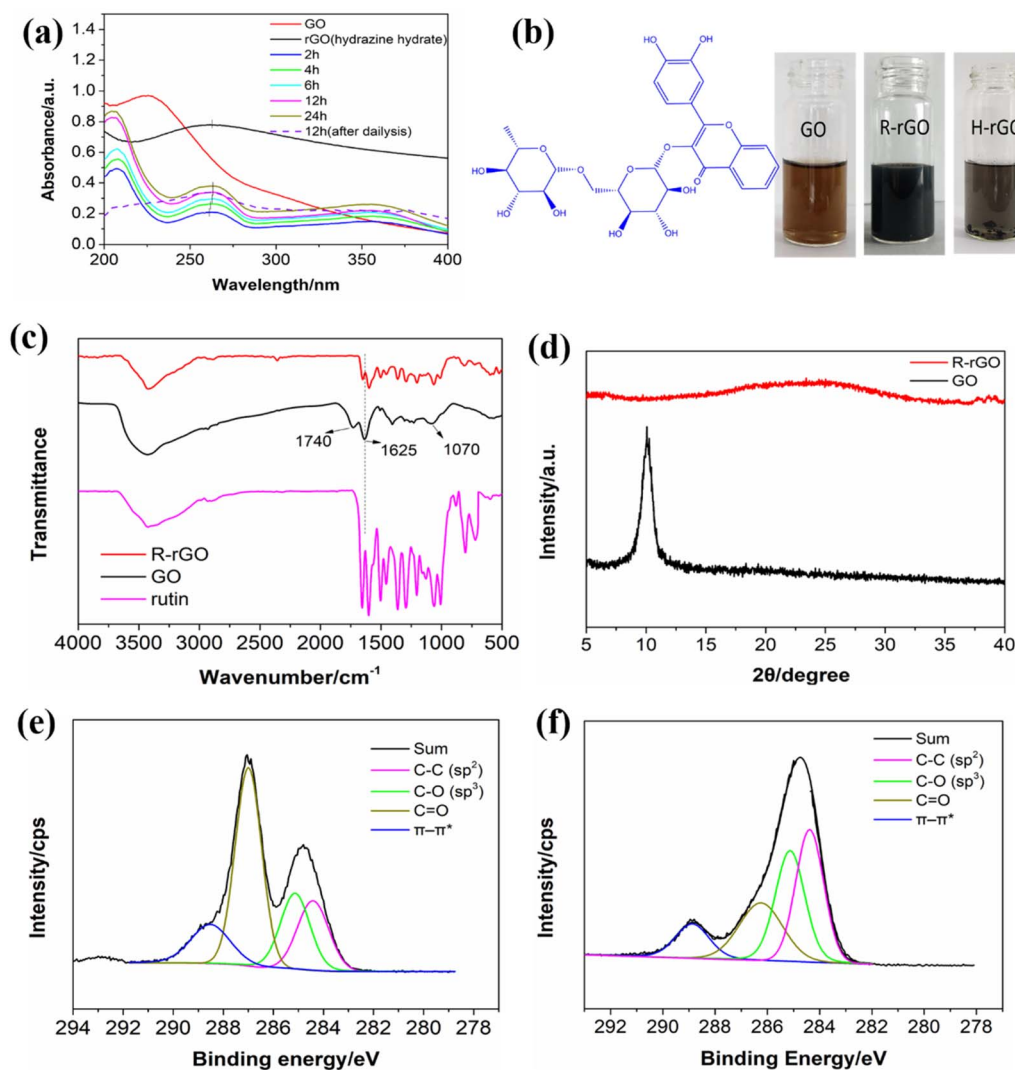 (a)
GO
rGO(hydrazine hydrate)
2h
4h
6h
12h
24h
12h(after dailysis)
Absorbance/a.u.
1.4
1.2
1.0
0.8
0.6
0.4
0.2
0.0
200 250 300 350 400
Wavelength/nm
(b)
OH
HO
O
O
O
O
O
HO
HO
OH
O
OH
OH
OH
GO
R-rGO
H-rGO
(c)
1740
1625
1070
R-rGO
GO
rutin
Transmittance
4000 3500 3000 2500 2000 1500 1000 500
Wavenumber/cm⁻¹
(d)
R-rGO
GO
Intensity/a.u.
5 10 15 20 25 30 35 40
2θ/degree
(e)
Sum
C-C (sp²)
C-O (sp³)
C=O
π–π*
Intensity/cps
294 292 290 288 286 284 282 280 278
Binding energy/eV
(f)
Sum
C-C (sp²)
C-O (sp³)
C=O
π–π*
Intensity/cps
292 290 288 286 284 282 280 278
Binding Energy/eV